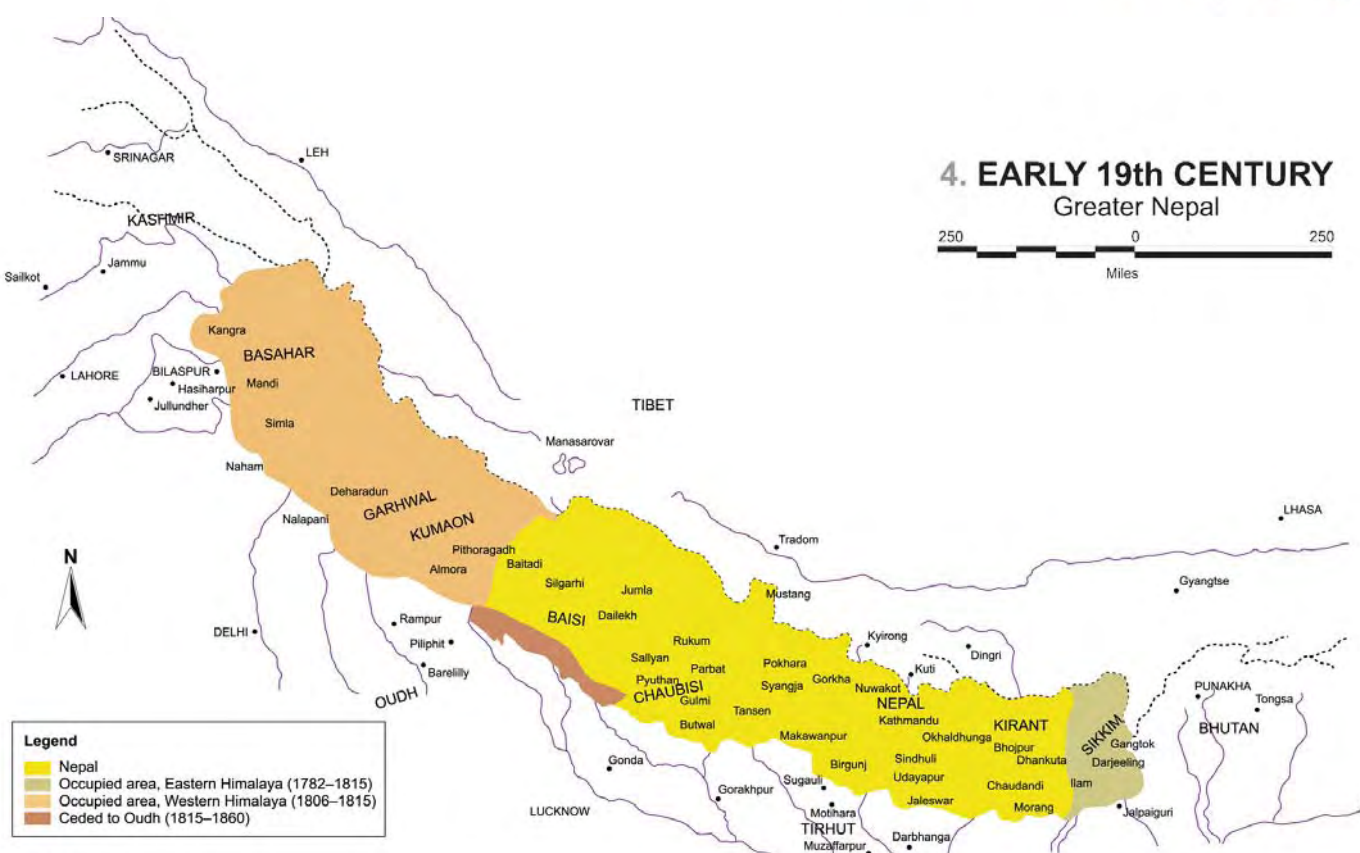 4. EARLY 19th CENTURY
Greater Nepal
250 0 250
Miles
LEH
SRINAGAR
KASHMIR
Jammu
Sailkot
Kangra
BASAHAR
LAHORE
BILASPUR
Hasiharpur
Mandi
Jullundher
Simla
TIBET
Manasarovar
Naham
Deharadun
GARHWAL
Nalapani
KUMAON
LHASA
N
Pithoragadh
Almora
Baitadi
Tradom
Silgarhi
Jumla
Mustang
Gyangtse
BAISI
Dailekh
Rampur
DELHI
Piliphit
Barelilly
OUDH
Rukum
Kyirong
Dingri
Kuti
Sallyan
Parbat
Pokhara
Pyuthan
CHAUBISI
Syangja
Gorkha
Nuwakot
Gulmi
NEPAL
Tansen
Butwal
Kathmandu
KIRANT
SIKKIM
PUNAKHA
Tongsa
BHUTAN
Makawanpur
Okhaldhunga
Bhojpur
Gangtok
Dhankuta
Darjeeling
Birgunj
Sindhuli
Udayapur
Chaudandi
Ilam
Gonda
Sugauli
Gorakhpur
Jaleswar
Morang
Motihara
Jalpaiguri
LUCKNOW
TIRHUT
Darbhanga
Muzaffarpur
Legend
Nepal
Occupied area, Eastern Himalaya (1782–1815)
Occupied area, Western Himalaya (1806–1815)
Ceded to Oudh (1815–1860)